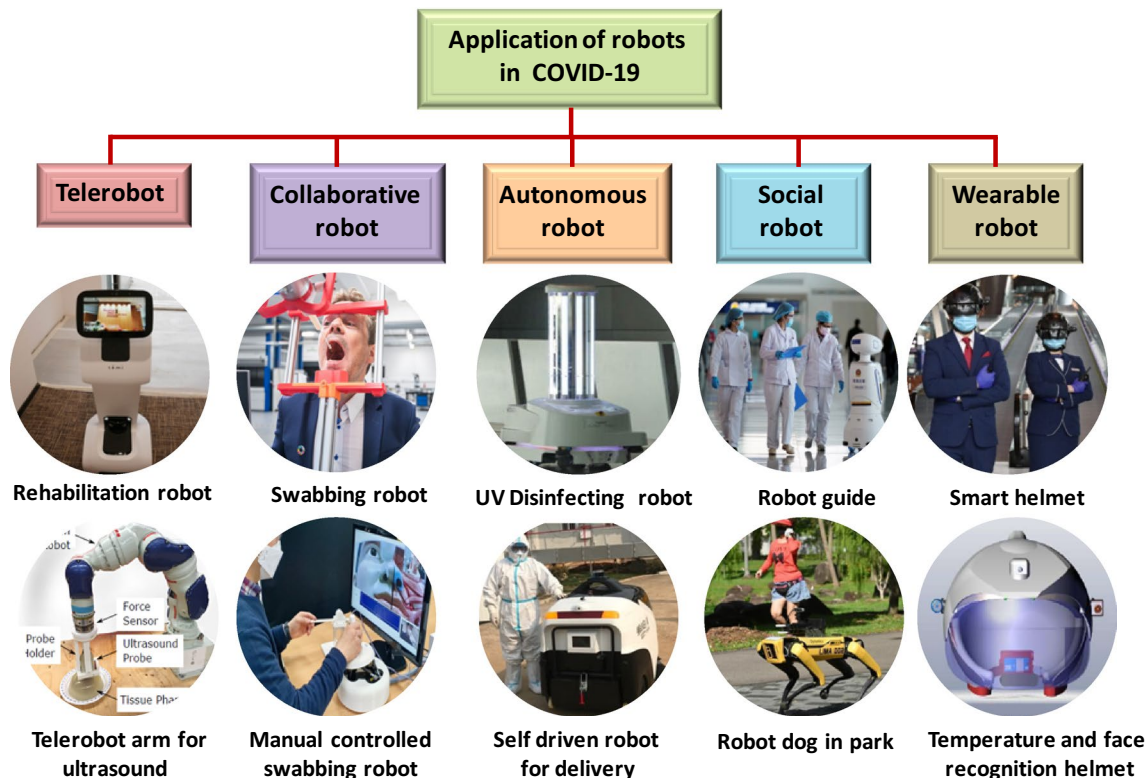 Application of robots
in COVID-19
Telerobot
Collaborative
robot
Autonomous
robot
Social
robot
Wearable
robot
Rehabilitation robot
Swabbing robot
UV Disinfecting robot
Robot guide
Smart helmet
Robot
Force
Sensor
Probe
Holder
Ultrasound
Probe
Tissue
Telerobot arm for
ultrasound
Manual controlled
swabbing robot
Self driven robot
for delivery
Robot dog in park
Temperature and face
recognition helmet